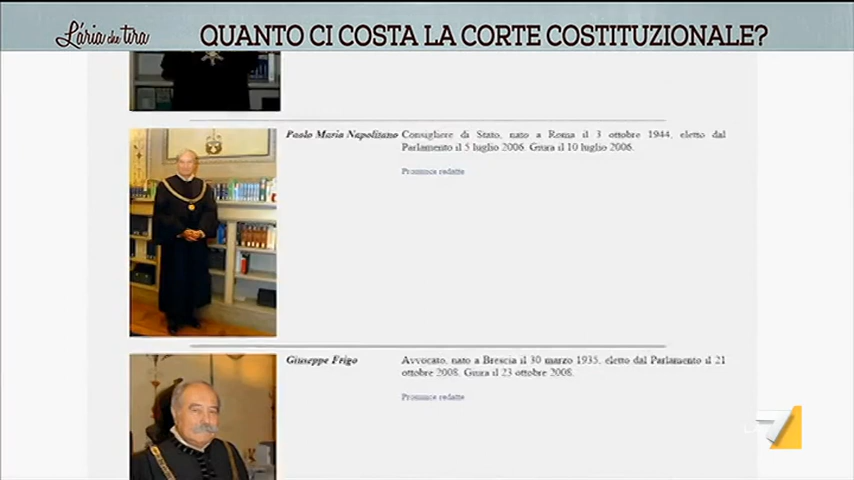 L'aria che tira
QUANTO CI COSTA LA CORTE COSTITUZIONALE?
Paolo Maria Napolitano
Consigliere di Stato, nato a Roma il 3 ottobre 1944, eletto dal
Parlamento il 5 luglio 2006. Giura il 10 luglio 2006.
Pronunce redatte
Giuseppe Frigo
Avvocato, nato a Brescia il 30 marzo 1935, eletto dal Parlamento il 21
ottobre 2008. Giura il 23 ottobre 2008.
Pronunce redatte
LA7